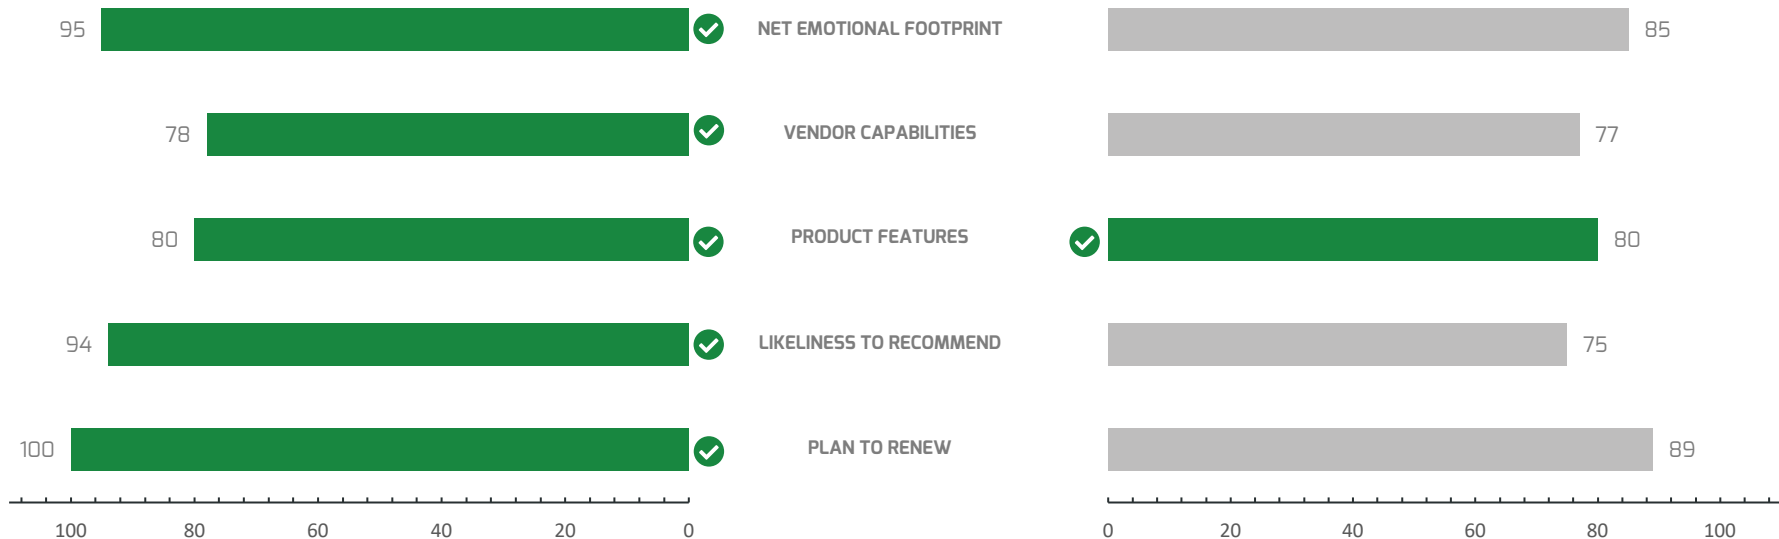 95 NET EMOTIONAL FOOTPRINT 85
78 VENDOR CAPABILITIES 77
80 PRODUCT FEATURES 80
94 LIKELINESS TO RECOMMEND 75
100 PLAN TO RENEW 89
100 80 60 40 20 0 0 20 40 60 80 100